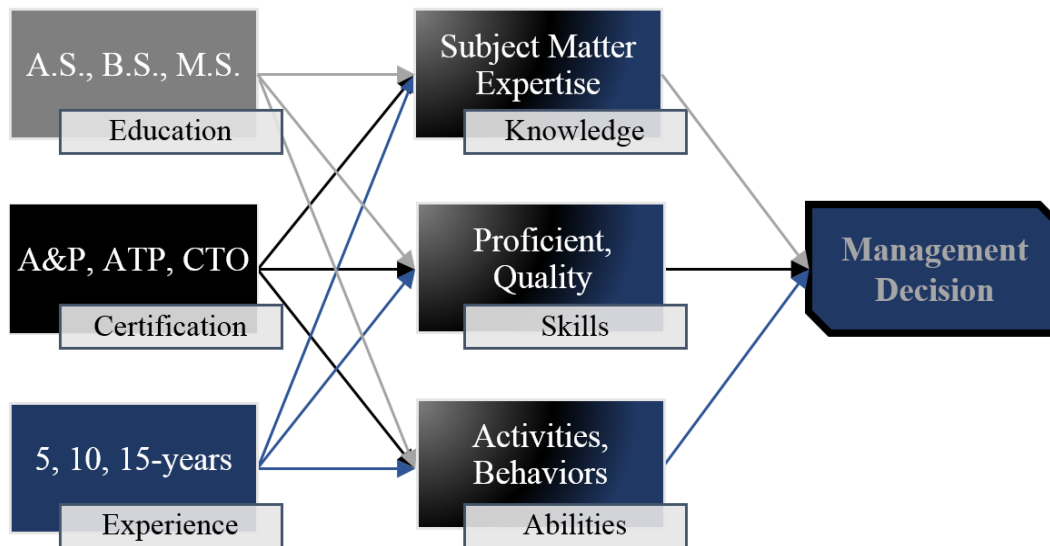 A.S., B.S., M.S.
Education
A&P, ATP, CTO
Certification
5, 10, 15-years
Experience
Subject Matter
Expertise
Knowledge
Proficient,
Quality
Skills
Activities,
Behaviors
Abilities
Management
Decision